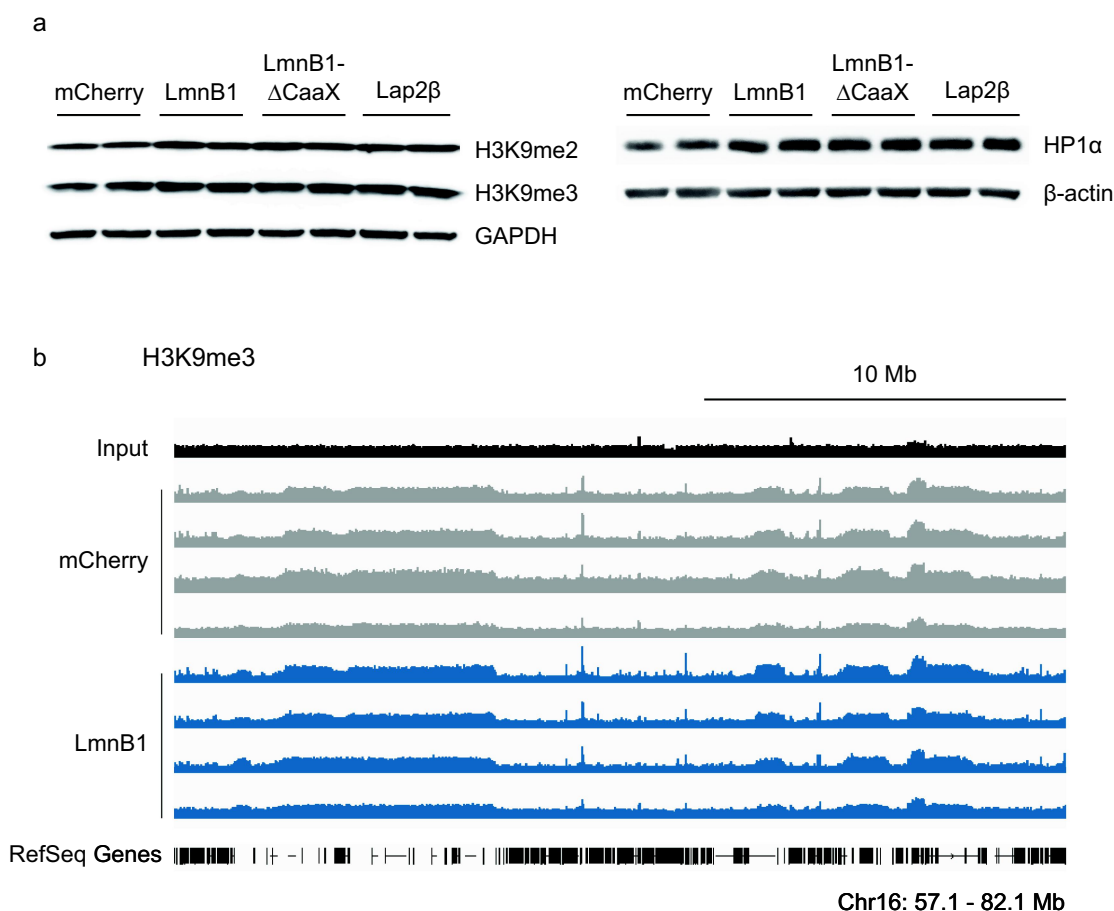 a
mCherry LmnB1 LmnB1-
ΔCaaX Lap2β
H3K9me2
H3K9me3
GAPDH
mCherry LmnB1 LmnB1-
ΔCaaX Lap2β
HP1α
β-actin
b H3K9me3
10 Mb
Input
mCherry
LmnB1
RefSeq Genes
Chr16: 57.1 - 82.1 Mb